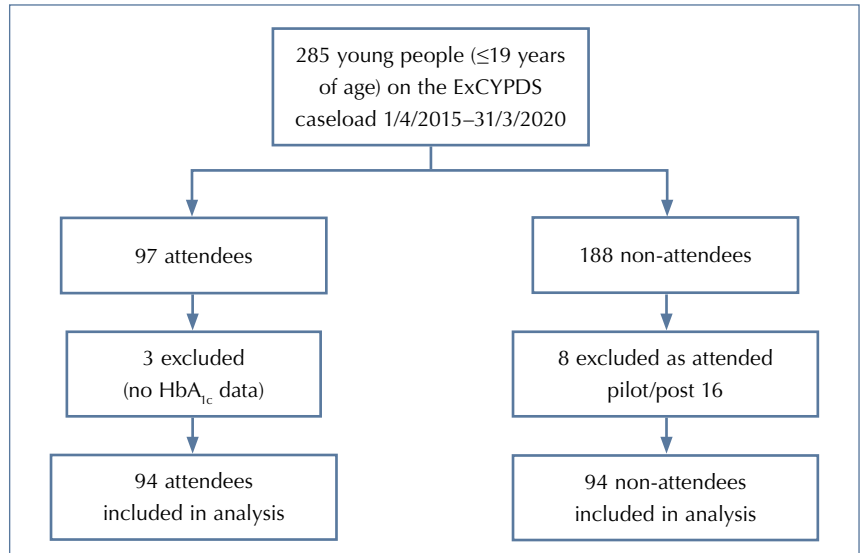 285 young people (≤19 years
of age) on the ExCYPDS
caseload 1/4/2015–31/3/2020
97 attendees
188 non-attendees
3 excluded
(no HbA1c data)
8 excluded as attended
pilot/post 16
94 attendees
included in analysis
94 non-attendees
included in analysis